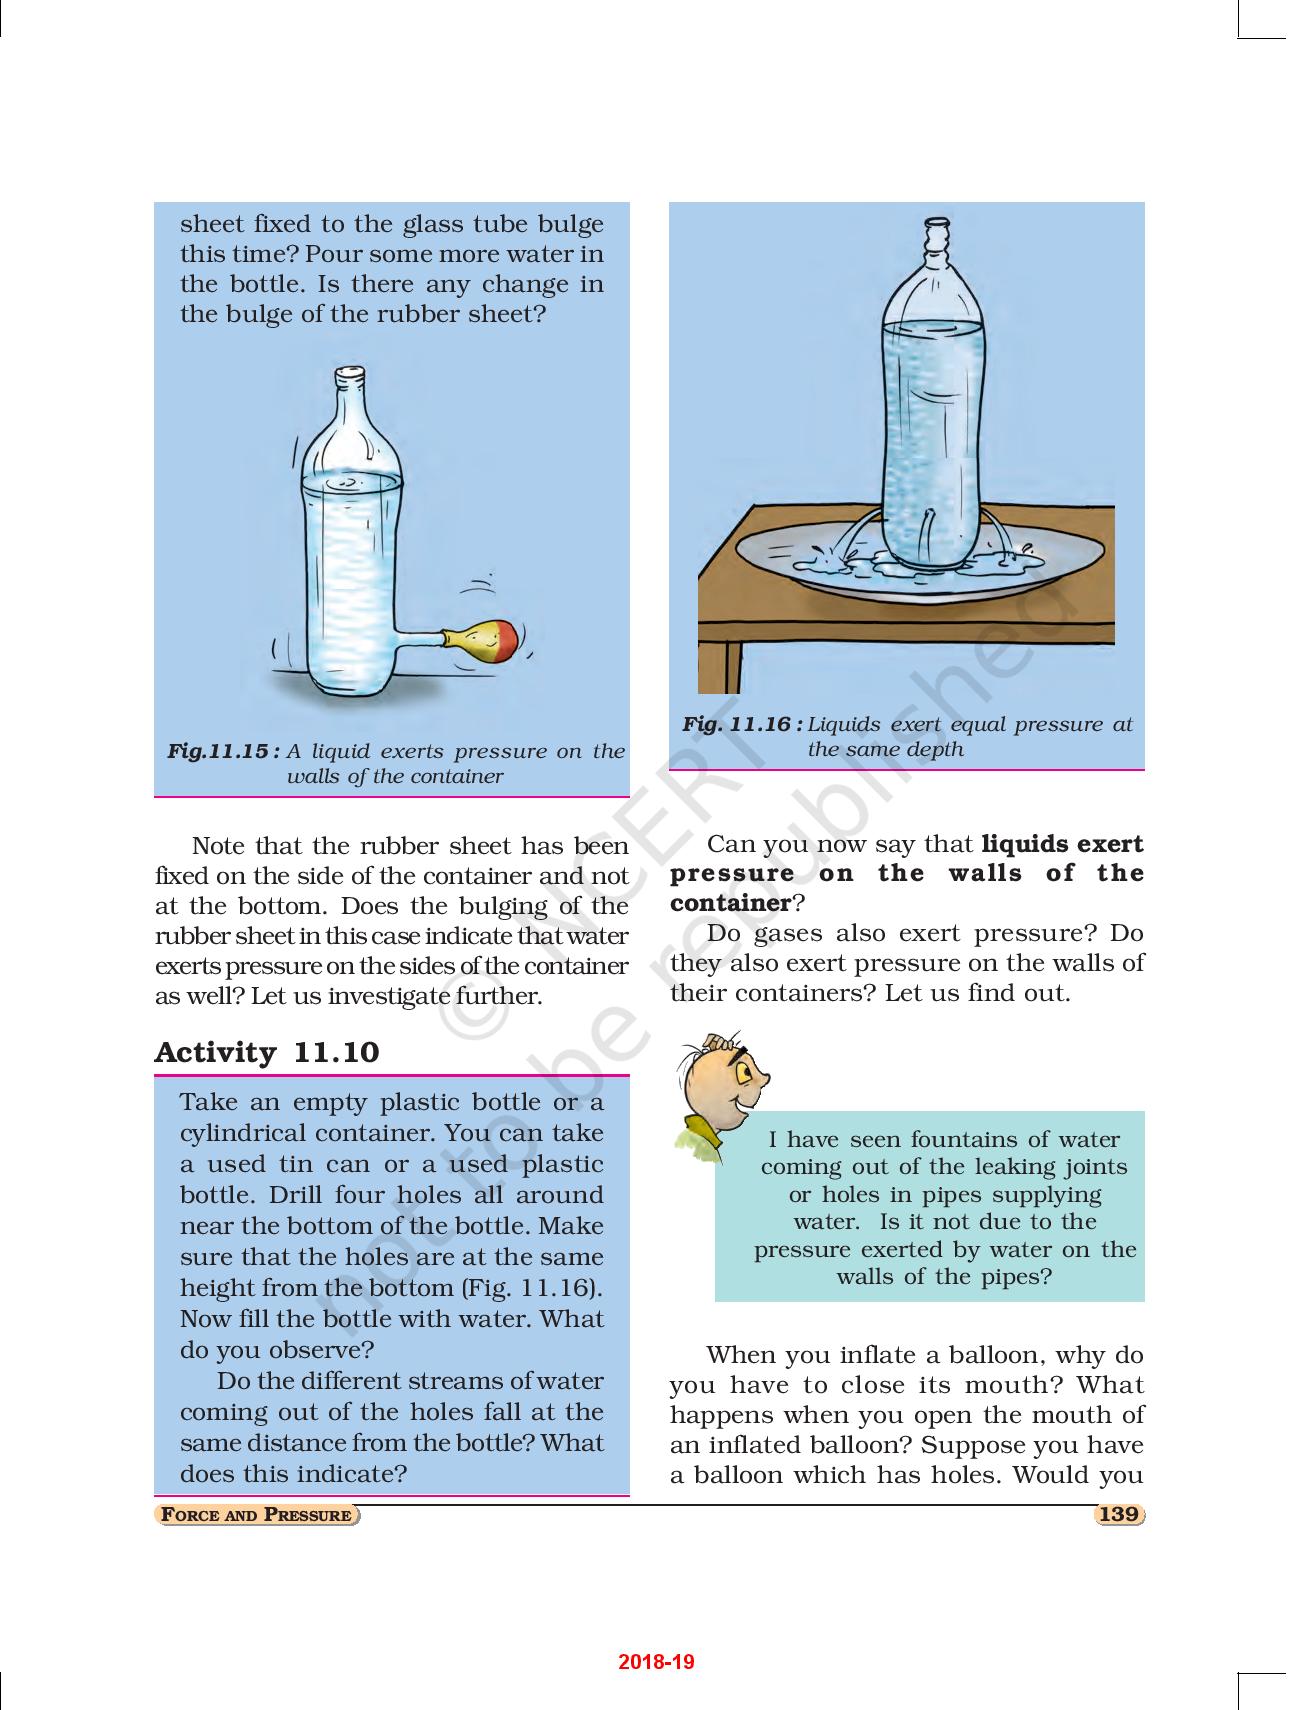 sheet fixed to the glass tube bulge
this time? Pour some more water in
the bottle. Is there any change in
the bulge of the rubber sheet?
Fig.11.15 : A liquid exerts pressure on the
walls of the container
Note that the rubber sheet has been
fixed on the side of the container and not
at the bottom. Does the bulging of the
rubber sheet in this case indicate that water
exerts pressure on the sides of the container
as well? Let us investigate further.
Activity 11.10
Take an empty plastic bottle or a
cylindrical container. You can take
a used tin can or a used plastic
bottle. Drill four holes all around
near the bottom of the bottle. Make
sure that the holes are at the same
height from the bottom (Fig. 11.16).
Now fill the bottle with water. What
do you observe?
Do the different streams of water
coming out of the holes fall at the
same distance from the bottle? What
does this indicate?
Fig. 11.16 : Liquids exert equal pressure at
the same depth
Can you now say that liquids exert
pressure on the walls of the
container?
Do gases also exert pressure? Do
they also exert pressure on the walls of
their containers? Let us find out.
I have seen fountains of water
coming out of the leaking joints
or holes in pipes supplying
water. Is it not due to the
pressure exerted by water on the
walls of the pipes?
When you inflate a balloon, why do
you have to close its mouth? What
happens when you open the mouth of
an inflated balloon? Suppose you have
a balloon which has holes. Would you
© NCERT
not to be republished
FORCE AND PRESSURE
139
2018-19